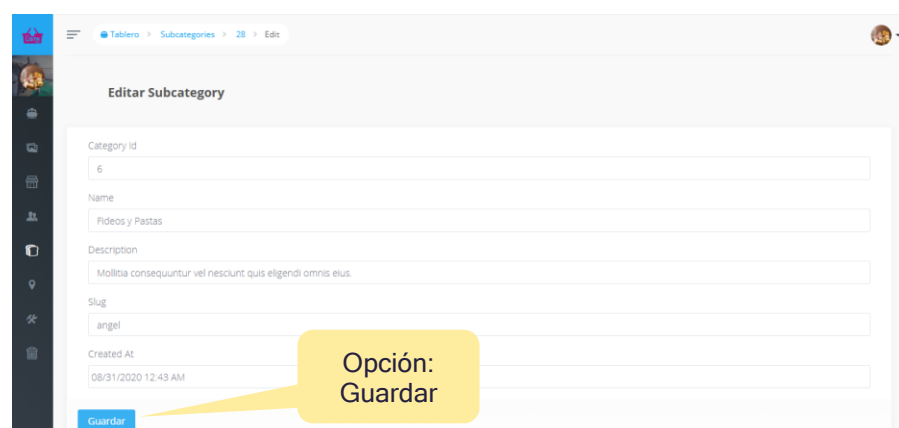 Tablero > Subcategories > 28 > Edit
Editar Subcategory
Category Id
6
Name
Fideos y Pastas
Description
Mollitia consequuntur vel nesciunt quis eligendi omnis eius.
Slug
angel
Created At
08/31/2020 12:43 AM
Opción:
Guardar
Guardar